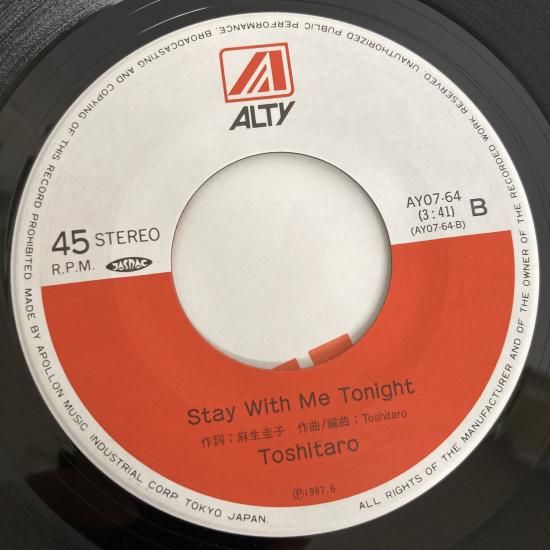 ALTY
45 STEREO
R.P.M. JASRAC
AY07-64
(3:41)
(AY07-64-B)
B
Stay With Me Tonight
作詞:麻生圭子 作曲/編曲:Toshitaro
Toshitaro
Ⓟ1987.6
MADE BY APOLLON MUSIC INDUSTRIAL CORP. TOKYO JAPAN.
ALL RIGHTS OF THE MANUFACTURER AND OF THE OWNER OF THE RECORDED WORK RESERVED UNAUTHORIZED PUBLIC PERFORMANCE, BROADCASTING AND COPYING OF THIS RECORD PROHIBITED